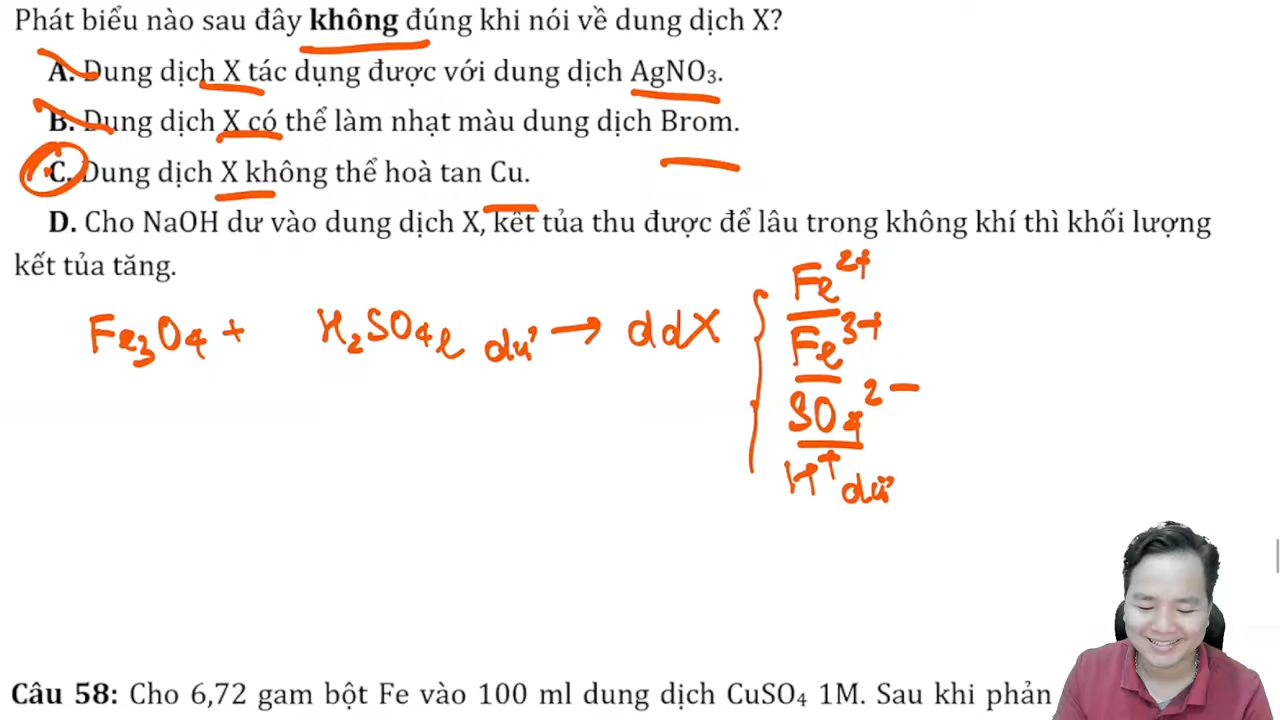 Phát biểu nào sau đây không đúng khi nói về dung dịch X?
A. Dung dịch X tác dụng được với dung dịch AgNO₃.
B. Dung dịch X có thể làm nhạt màu dung dịch Brom.
C. Dung dịch X không thể hoà tan Cu.
D. Cho NaOH dư vào dung dịch X, kết tủa thu được để lâu trong không khí thì khối lượng
kết tủa tăng.
Fe₃O₄ + H₂SO₄ℓ dư → ddX { Fe²⁺
Fe³⁺
SO₄²⁻
H⁺ dư
Câu 58: Cho 6,72 gam bột Fe vào 100 ml dung dịch CuSO₄ 1M. Sau khi phản